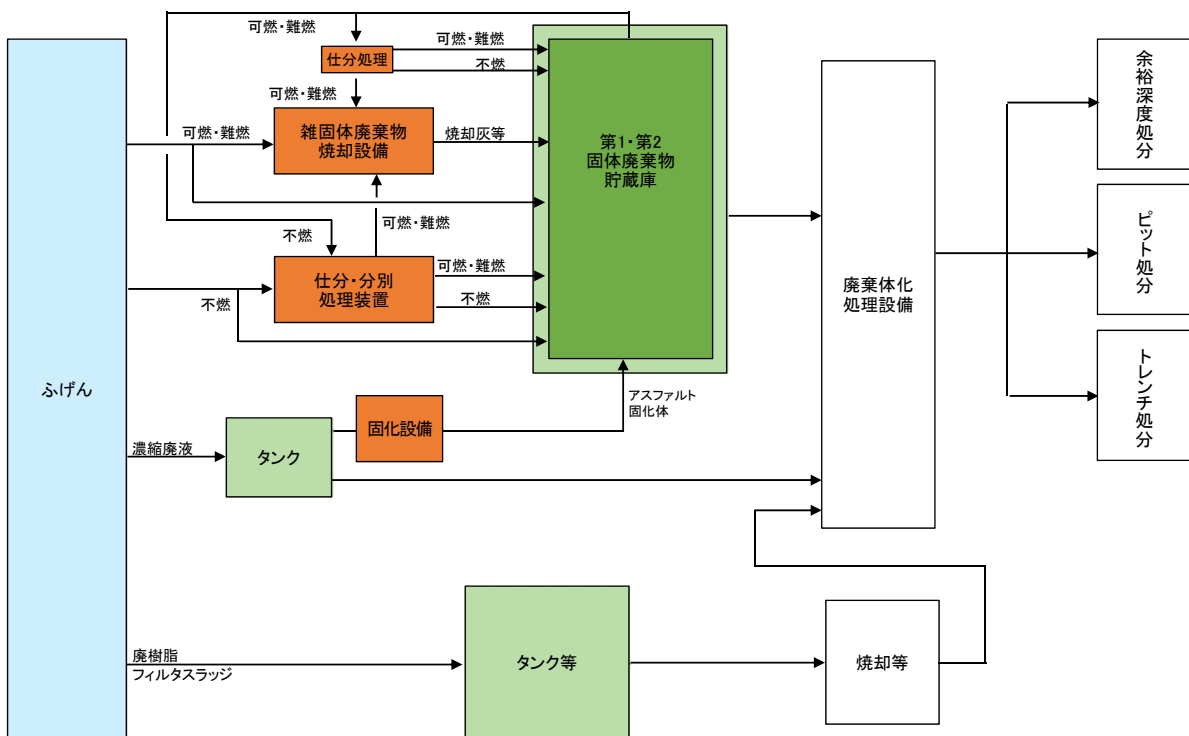 ふげん
可燃・難燃
仕分処理
可燃・難燃
不燃
可燃・難燃
可燃・難燃
雑固体廃棄物
焼却設備
焼却灰等
可燃・難燃
不燃
仕分・分別
処理装置
可燃・難燃
不燃
不燃
第1・第2
固体廃棄物
貯蔵庫
アスファルト
固化体
濃縮廃液
タンク
固化設備
廃樹脂
フィルタスラッジ
タンク等
焼却等
廃棄体化
処理設備
余裕深度処分
ピット処分
トレンチ処分